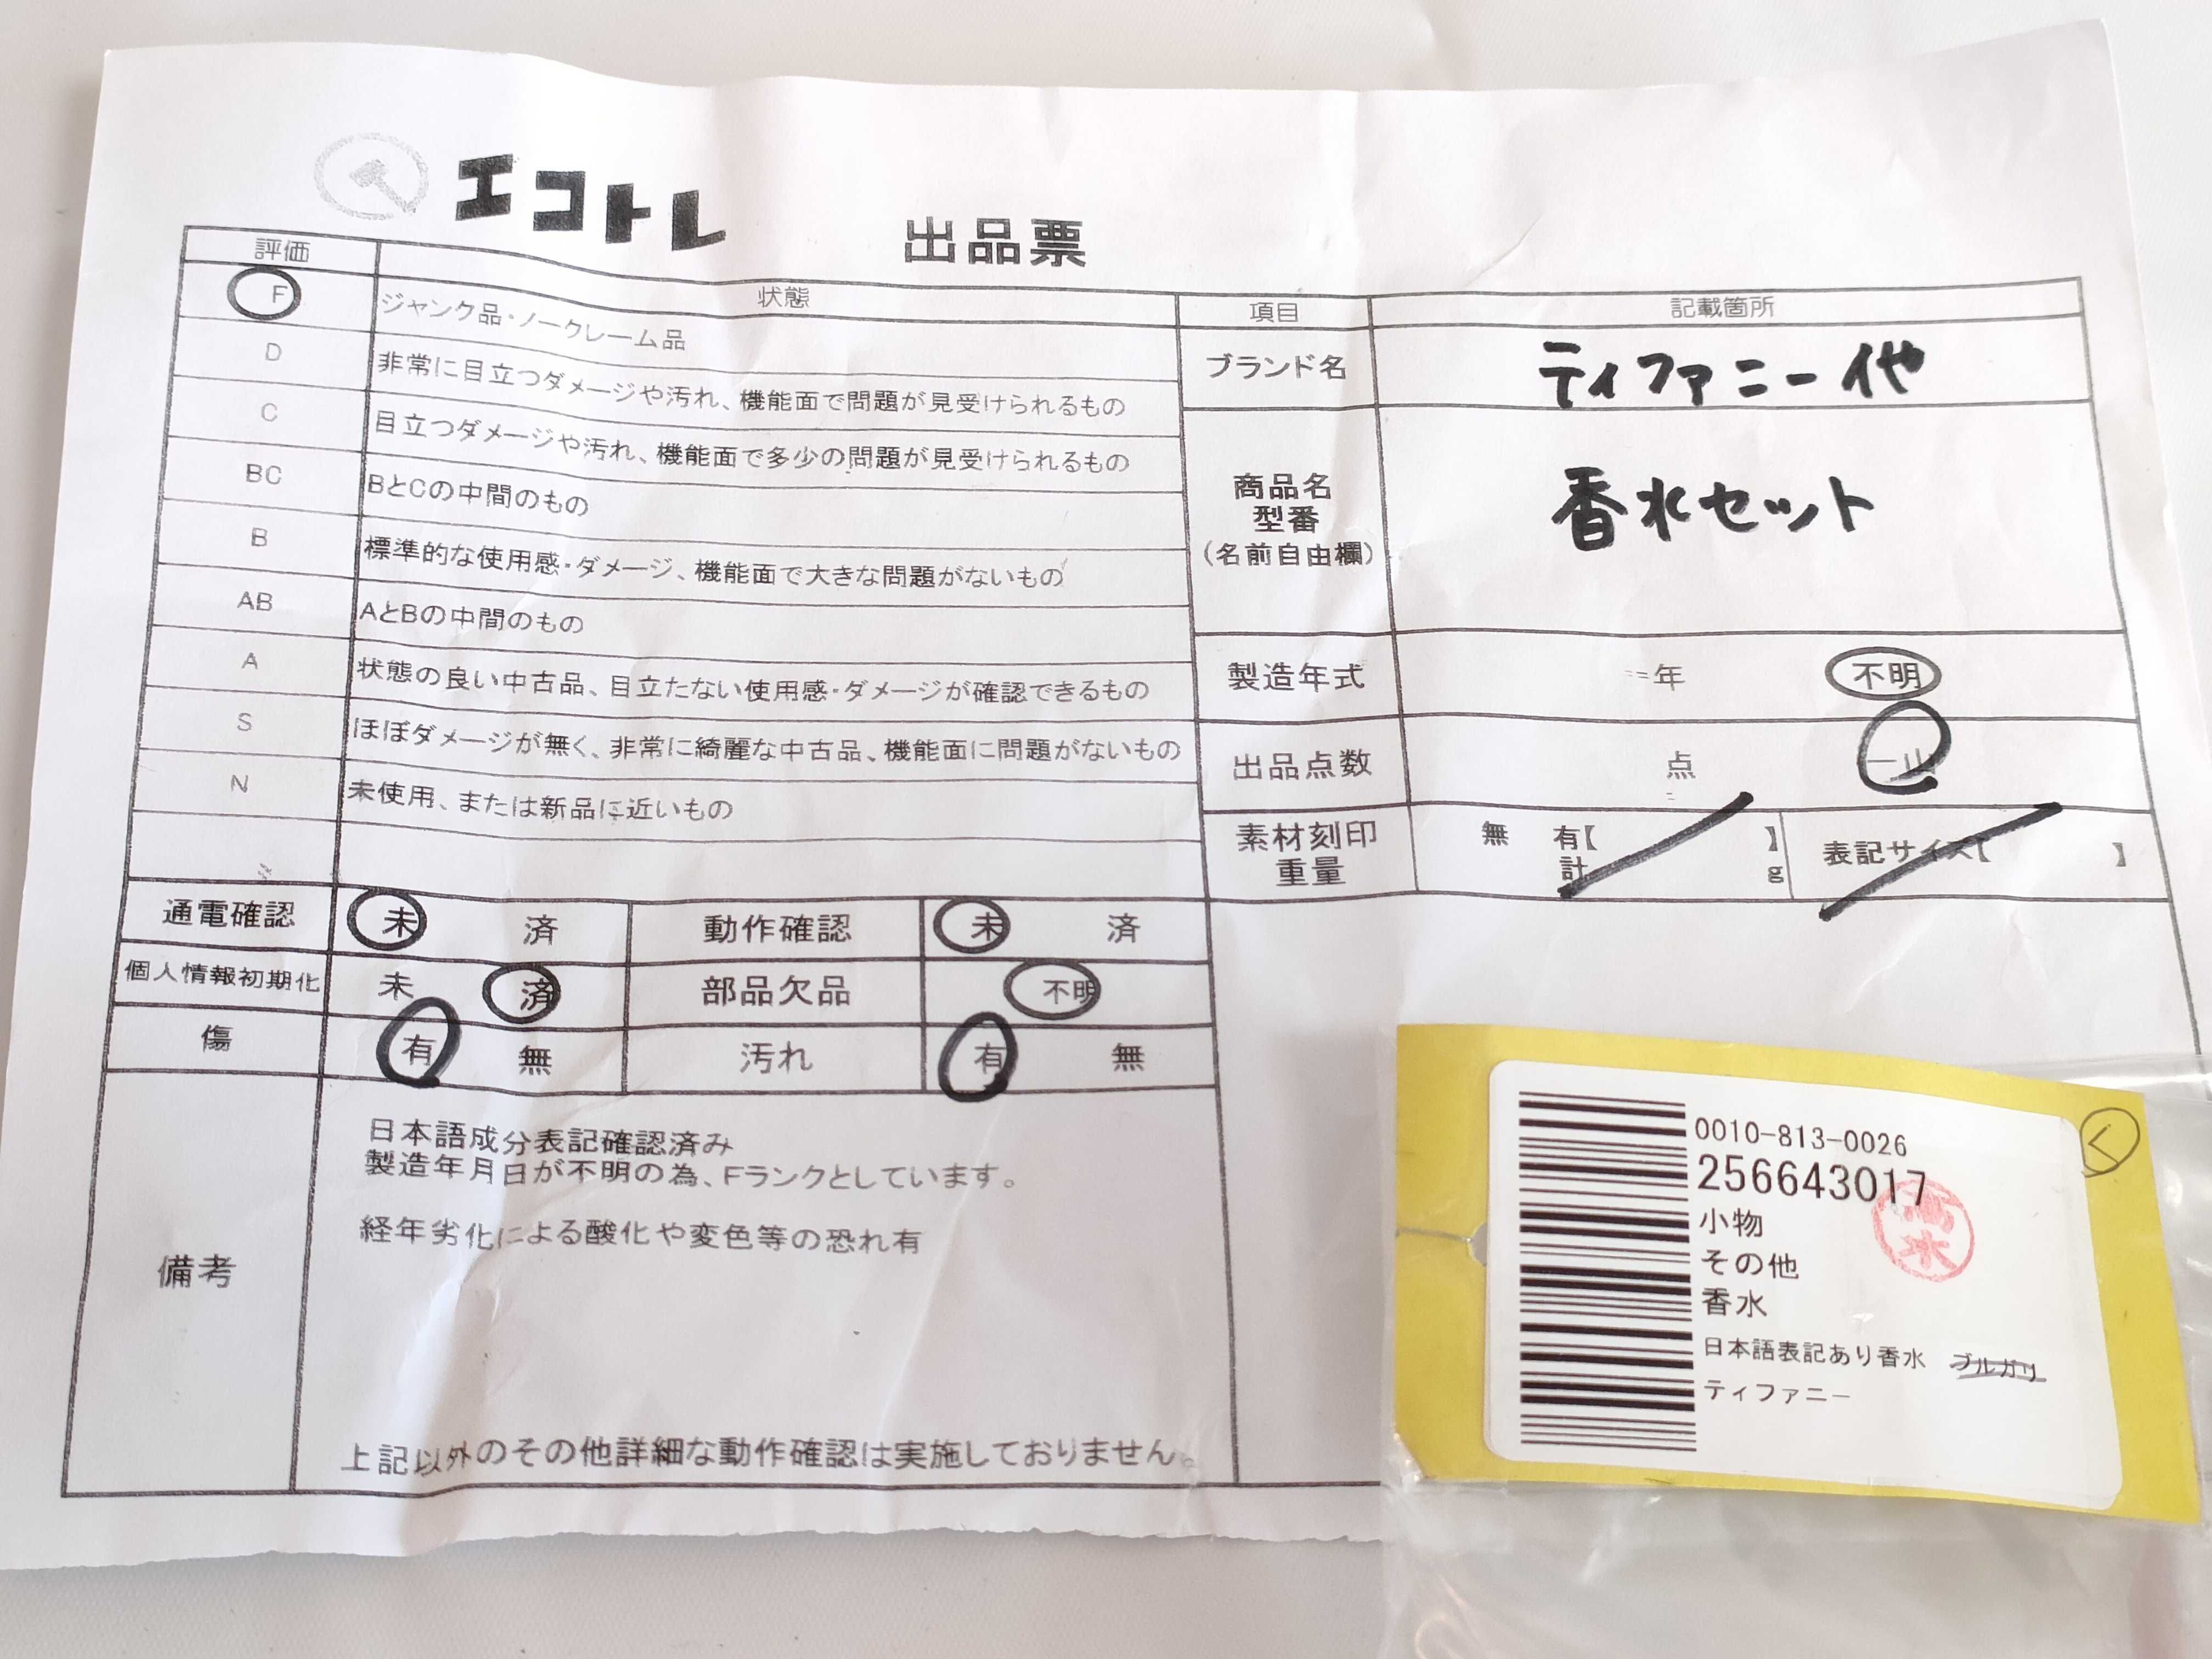 エコトレ
出品票
評価 状態
F ジャンク品・ノークレーム品
D 非常に目立つダメージや汚れ、機能面で問題が見受けられるもの
C 目立つダメージや汚れ、機能面で多少の問題が見受けられるもの
BC BとCの中間のもの
B 標準的な使用感・ダメージ、機能面で大きな問題がないもの
AB AとBの中間のもの
A 状態の良い中古品、目立たない使用感・ダメージが確認できるもの
S ほぼダメージが無く、非常に綺麗な中古品、機能面に問題がないもの
N 未使用、または新品に近いもの
項目 記載箇所
ブランド名 ティファニー他
商品名
型番
(名前自由欄)
香水セット
製造年式 年 不明
出品点数 点
素材刻印
重量
無 有【 】
計 g
表記サイズ【 】
通電確認 未 済 動作確認 未 済
個人情報初期化 未 済 部品欠品 不明
傷 有 無 汚れ 有 無
備考
日本語成分表記確認済み
製造年月日が不明の為、Fランクとしています。
経年劣化による酸化や変色等の恐れ有
上記以外のその他詳細な動作確認は実施しておりません。
0010-813-0026
256643017
小物
その他
香水
日本語表記あり香水 ブルガリ
ティファニー